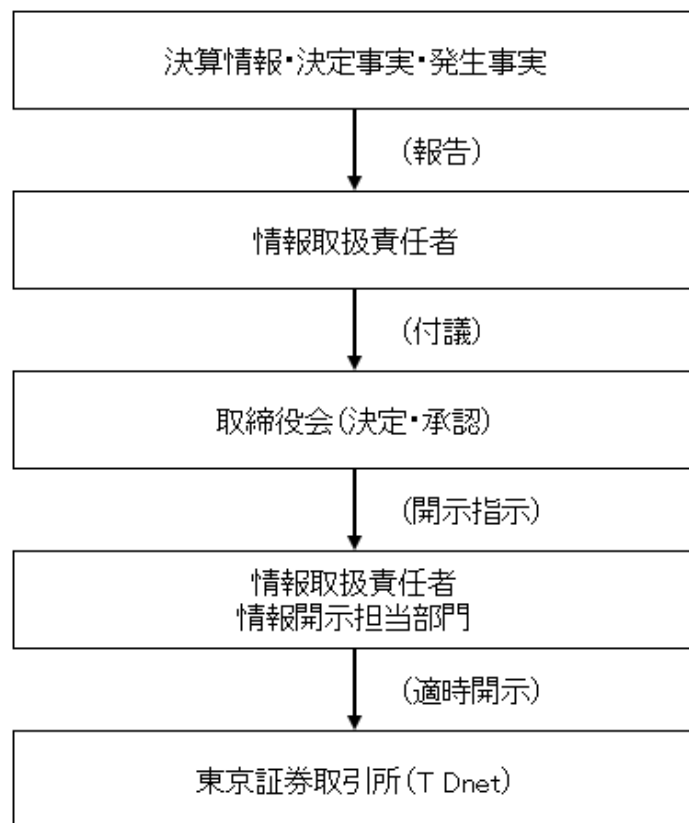 決算情報・決定事実・発生事実
(報告)
情報取扱責任者
(付議)
取締役会(決定・承認)
(開示指示)
情報取扱責任者
情報開示担当部門
(適時開示)
東京証券取引所(T Dnet)